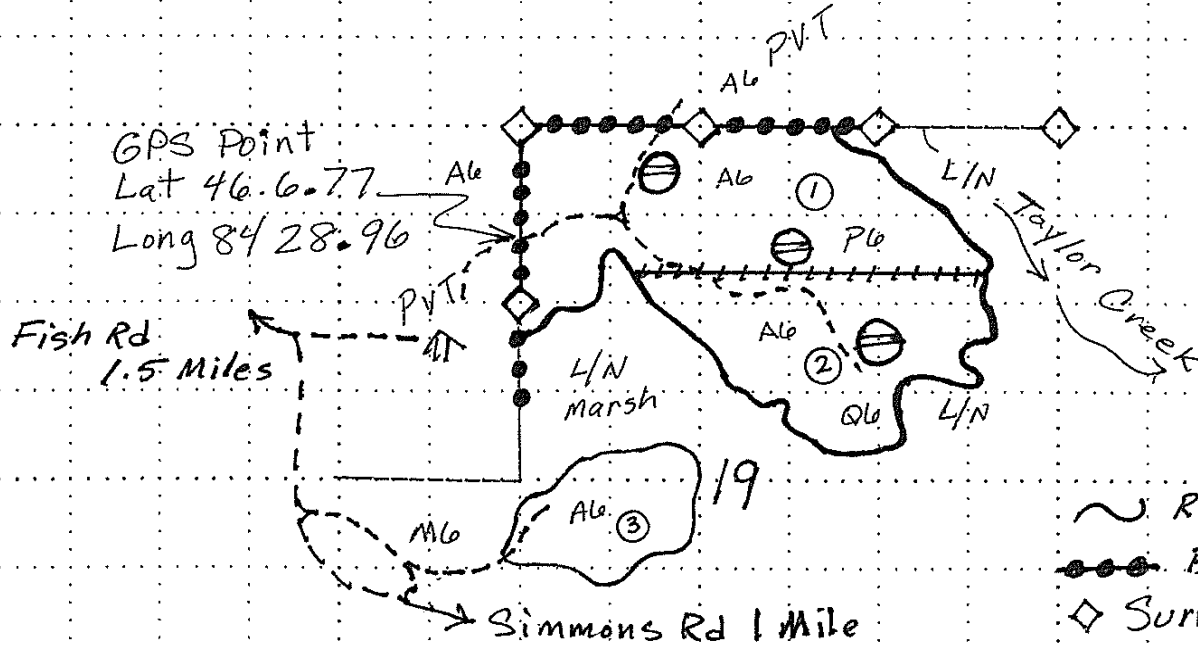 PVT
A6
GPS Point
Lat 46.6.77
A6
Long 84 28.96
A6
1
L/N
P6
Taylor Creek
PVT
Fish Rd
1.5 Miles
A6
2
L/N
Marsh
Q6
L/N
19
A6
3
M6
R
Simmons Rd 1 Mile